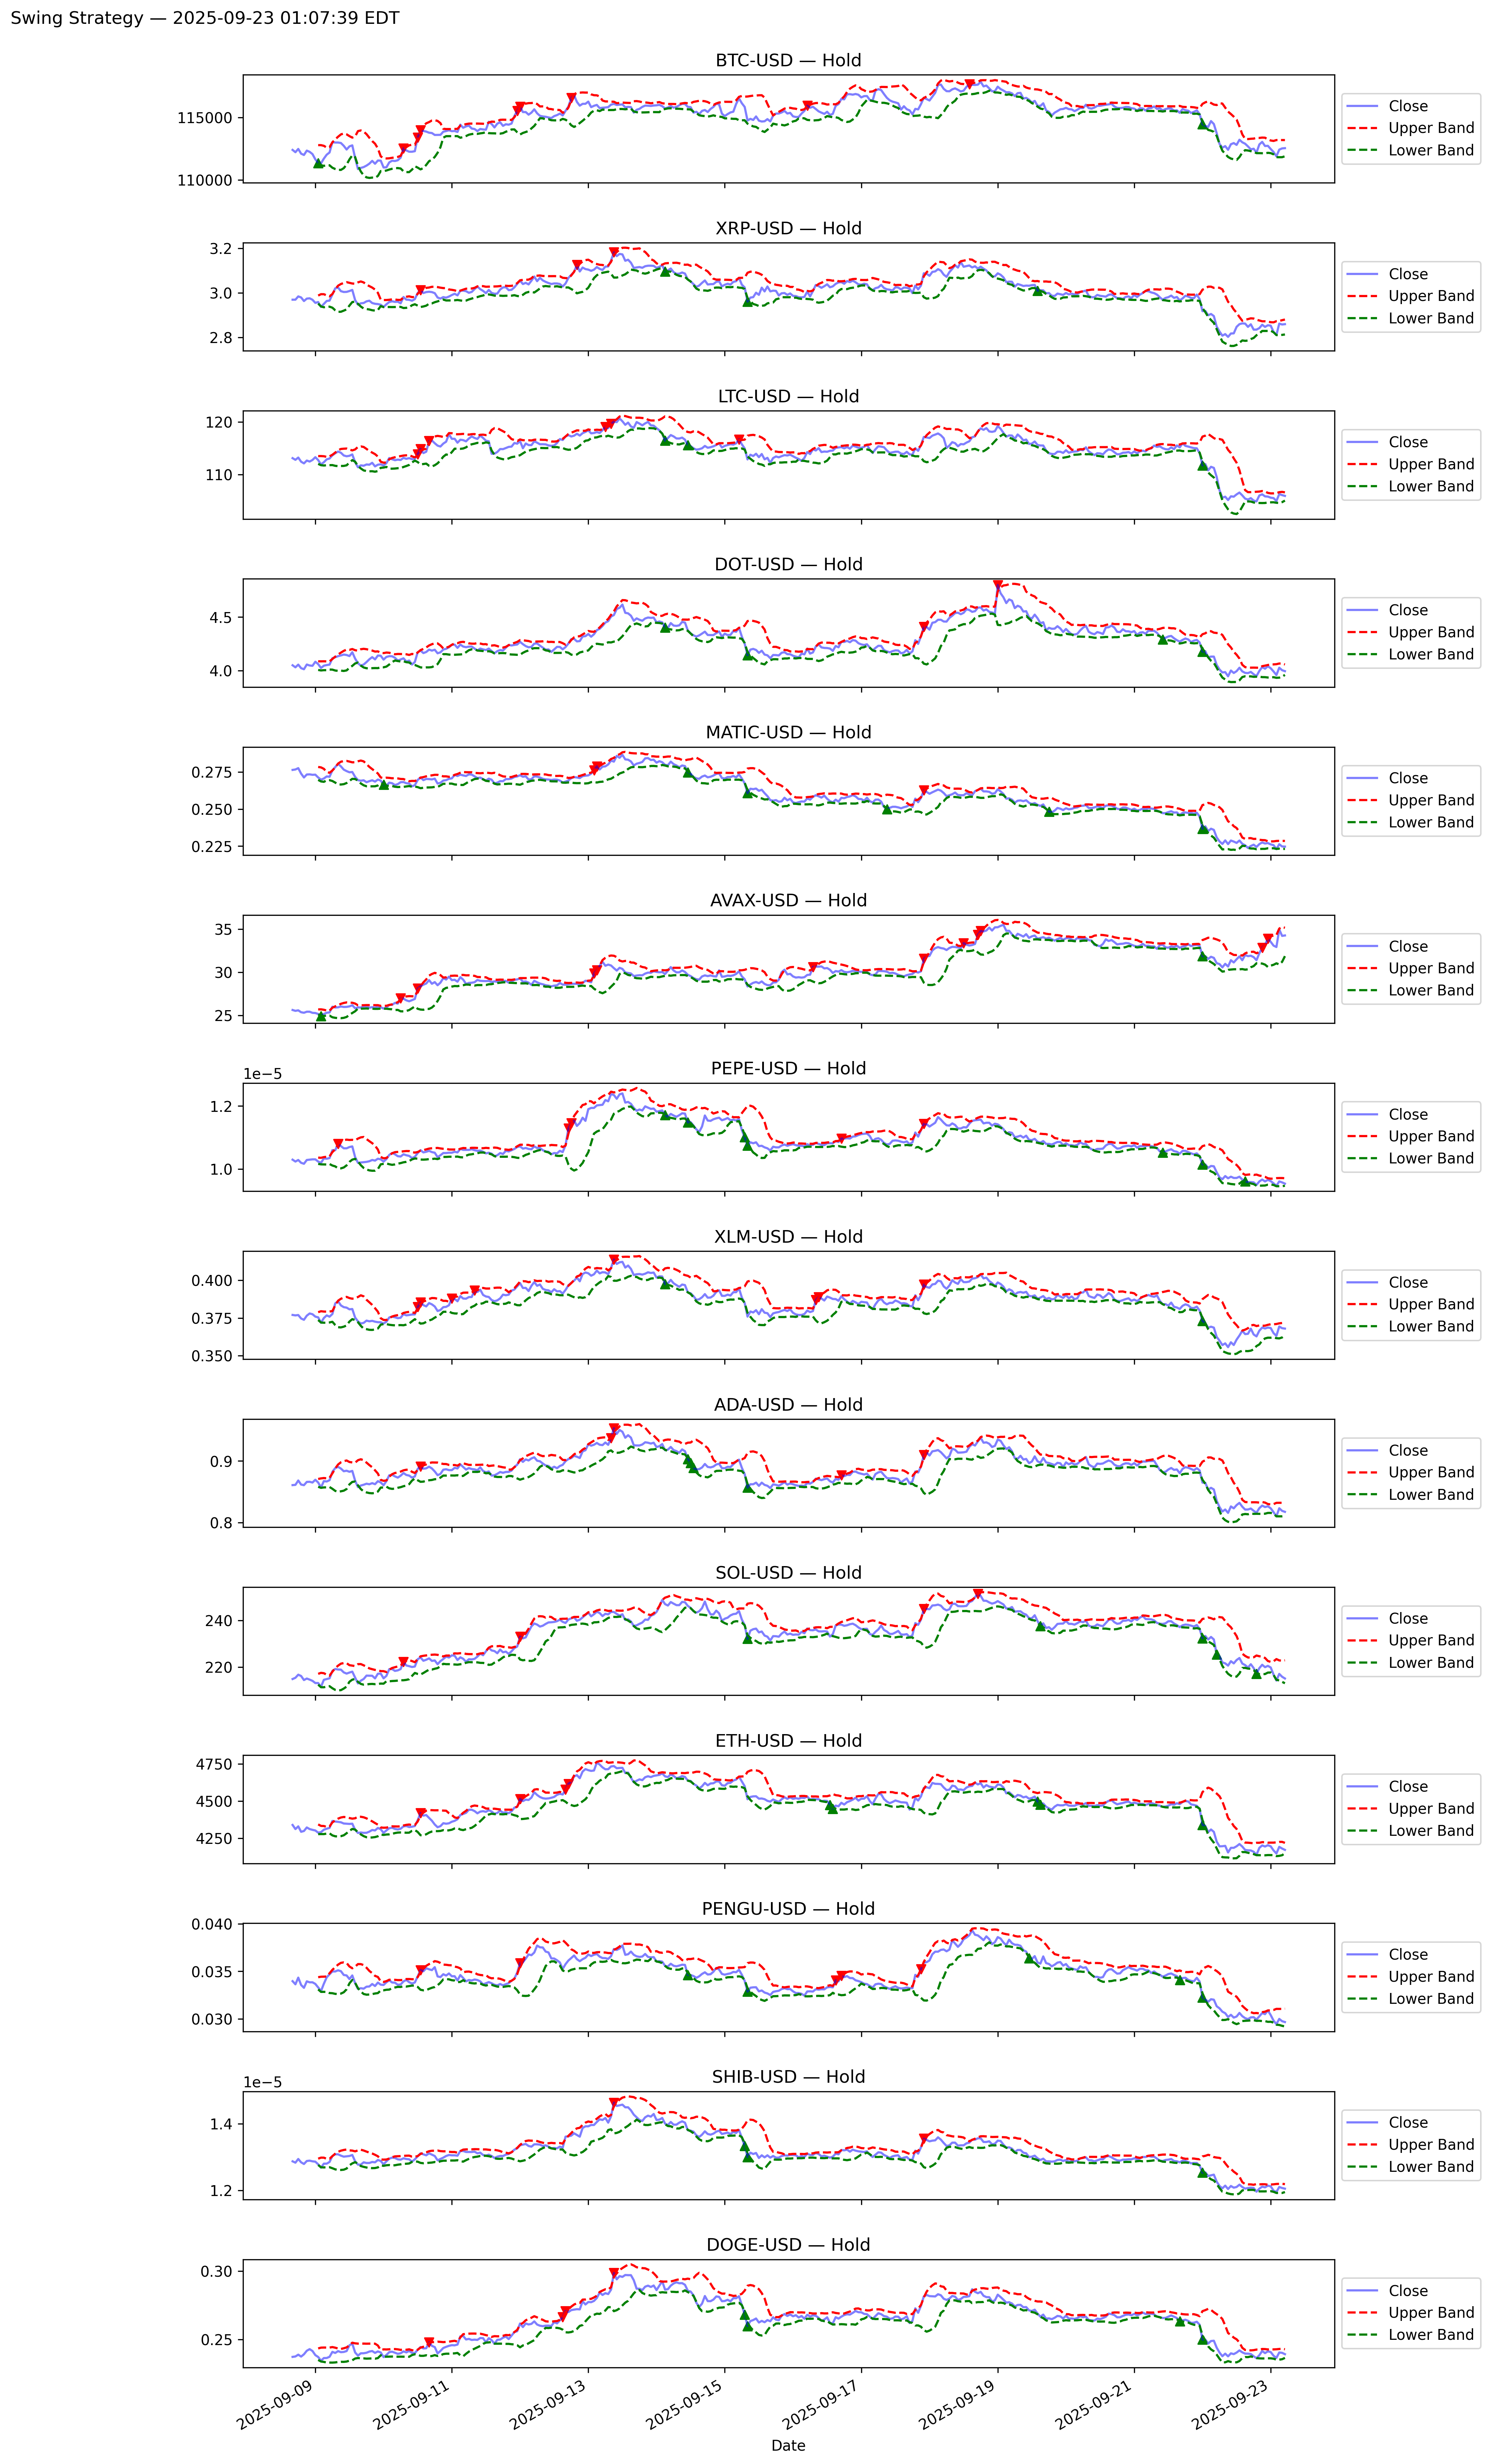 Swing Strategy — 2025-09-23 01:07:39 EDT
BTC-USD — Hold
115000
110000
Close
Upper Band
Lower Band
XRP-USD — Hold
3.2
3.0
2.8
Close
Upper Band
Lower Band
LTC-USD — Hold
120
110
Close
Upper Band
Lower Band
DOT-USD — Hold
4.5
4.0
Close
Upper Band
Lower Band
MATIC-USD — Hold
0.275
0.250
0.225
Close
Upper Band
Lower Band
AVAX-USD — Hold
35
30
25
Close
Upper Band
Lower Band
PEPE-USD — Hold
1e−5
1.2
1.0
Close
Upper Band
Lower Band
XLM-USD — Hold
0.400
0.375
0.350
Close
Upper Band
Lower Band
ADA-USD — Hold
0.9
0.8
Close
Upper Band
Lower Band
SOL-USD — Hold
240
220
Close
Upper Band
Lower Band
ETH-USD — Hold
4750
4500
4250
Close
Upper Band
Lower Band
PENGU-USD — Hold
0.040
0.035
0.030
Close
Upper Band
Lower Band
SHIB-USD — Hold
1e−5
1.4
1.2
Close
Upper Band
Lower Band
DOGE-USD — Hold
0.30
0.25
Close
Upper Band
Lower Band
2025-09-09
2025-09-11
2025-09-13
2025-09-15
2025-09-17
2025-09-19
2025-09-21
2025-09-23
Date